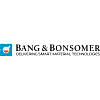 BANG & BONSOMER
DELIVERING SMART MATERIAL TECHNOLOGIES